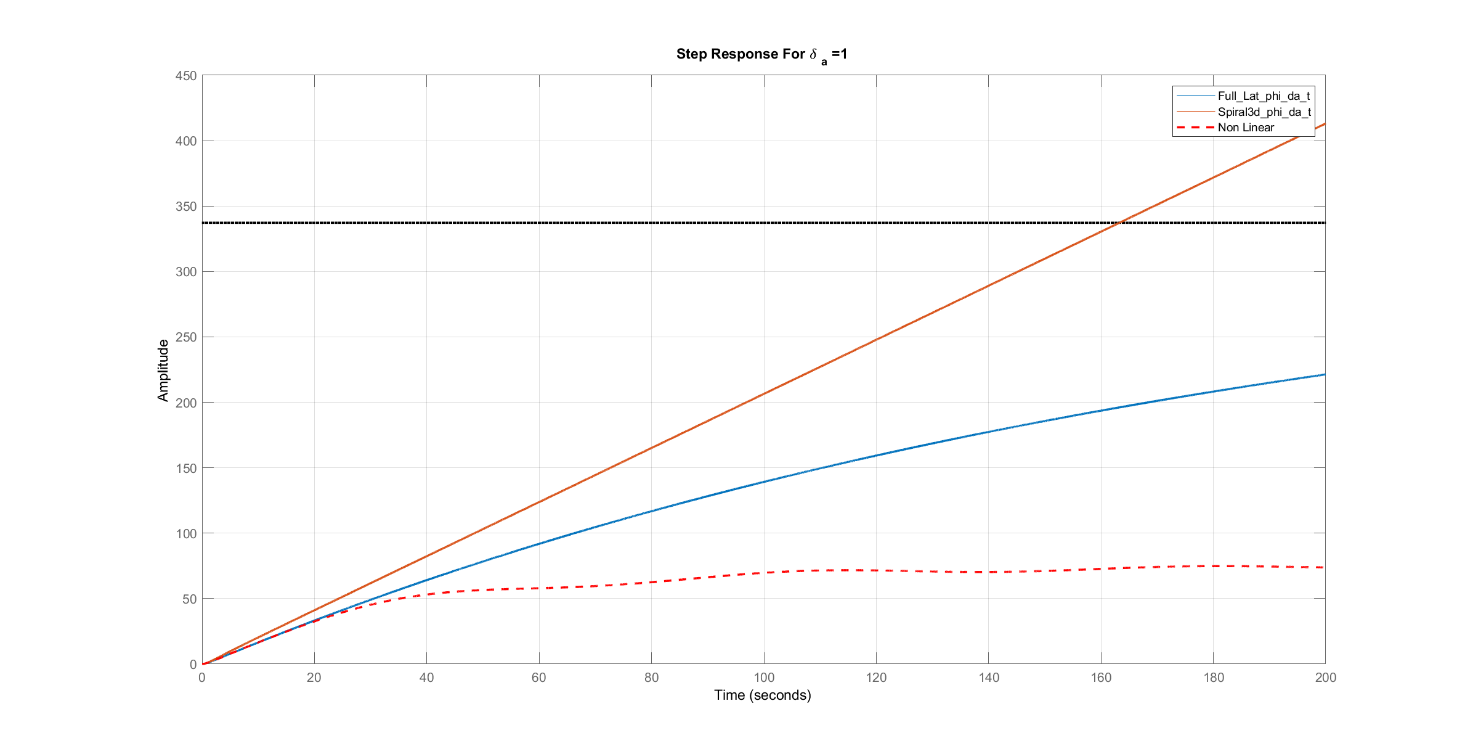 Step Response For δ a =1
450
400
350
300
250
200
150
100
50
0
Amplitude
Full_Lat_phi_da_t
Spiral3d_phi_da_t
Non Linear
0 20 40 60 80 100 120 140 160 180 200
Time (seconds)